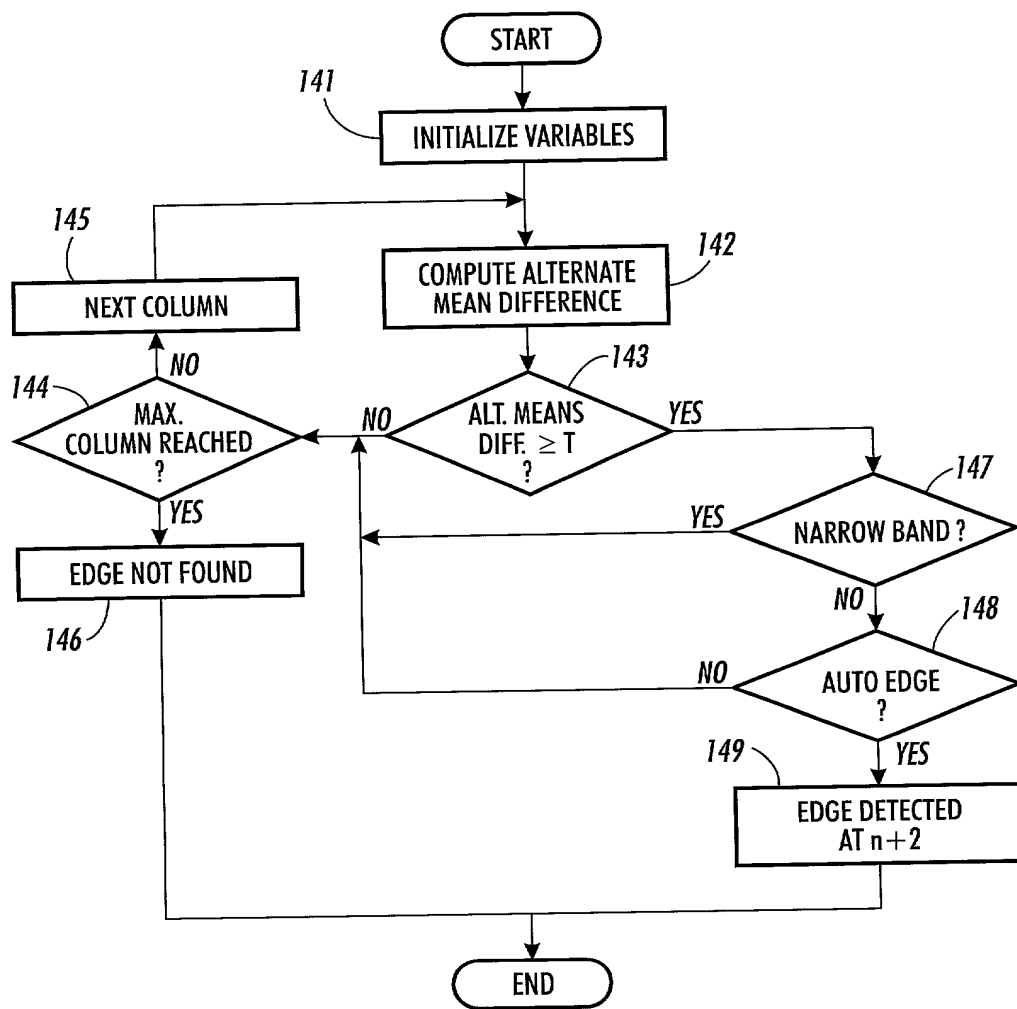 START
141
INITIALIZE VARIABLES
145
142
COMPUTE ALTERNATE
MEAN DIFFERENCE
NEXT COLUMN
NO
143
144
MAX.
COLUMN REACHED
?
NO
ALT. MEANS
DIFF. ≥ T
?
YES
147
YES
YES
NARROW BAND ?
EDGE NOT FOUND
146
NO
148
NO
AUTO EDGE
?
YES
149
EDGE DETECTED
AT n+2
END